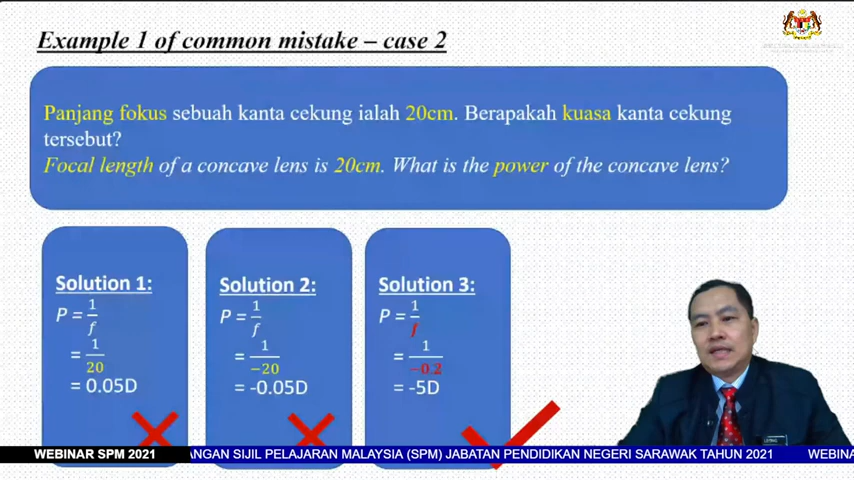 Example 1 of common mistake – case 2
Panjang fokus sebuah kanta cekung ialah 20cm. Berapakah kuasa kanta cekung
tersebut?
Focal length of a concave lens is 20cm. What is the power of the concave lens?
Solution 1:
P = 1/f
= 1/20
= 0.05D
Solution 2:
P = 1/f
= 1/-20
= -0.05D
Solution 3:
P = 1/f
= 1/-0.2
= -5D
WEBINAR SPM 2021
ANGAN SIJIL PELAJARAN MALAYSIA (SPM) JABATAN PENDIDIKAN NEGERI SARAWAK TAHUN 2021 WEBINA